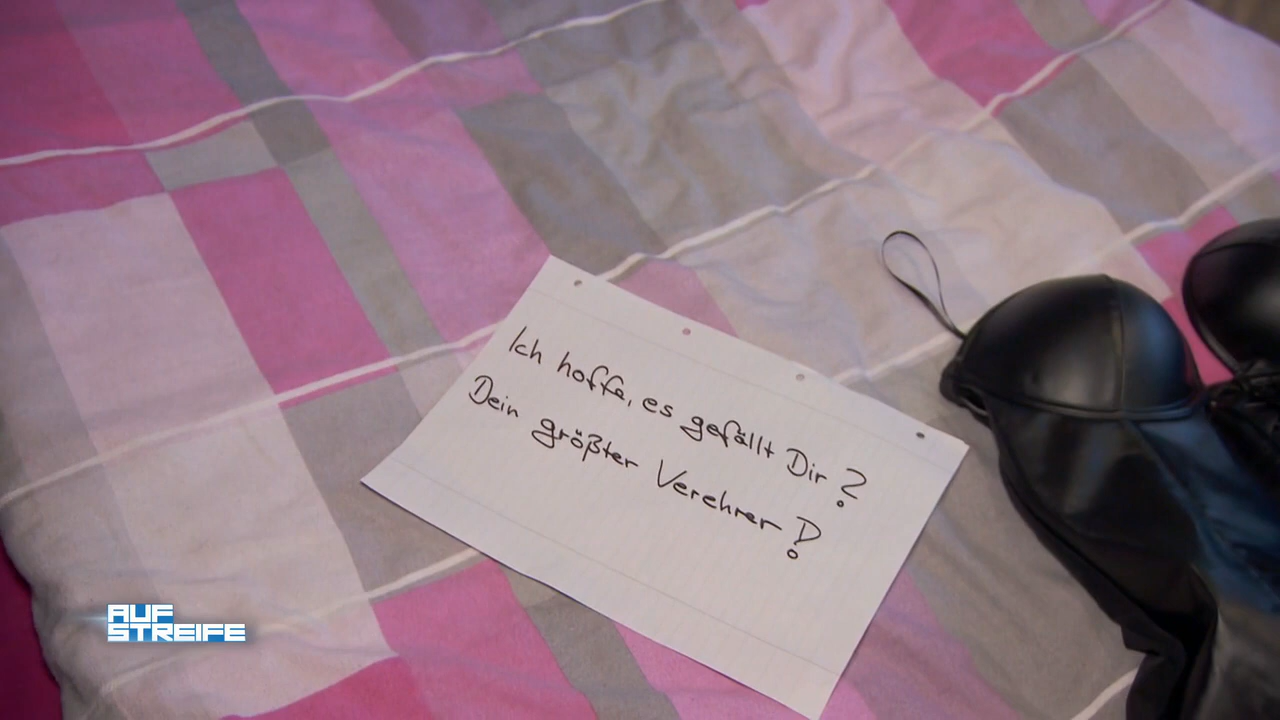 Ich hoffe, es gefällt Dir?
Dein größter Verehrer!
AUF
STREIFE